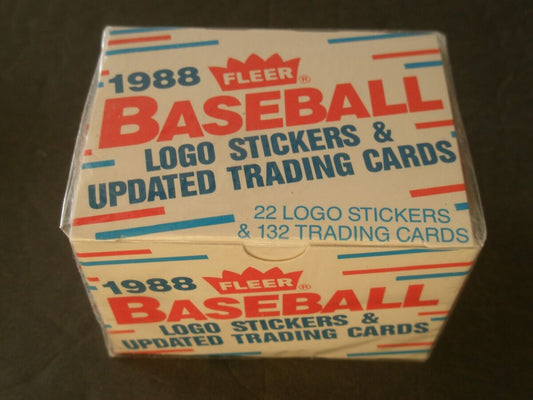 1988 FLEER®
BASEBALL
LOGO STICKERS &
UPDATED TRADING CARDS
22 LOGO STICKERS
& 132 TRADING CARDS
1988 FLEER®
BASEBALL
LOGO STICKERS &
UPDATED TRADING CARDS